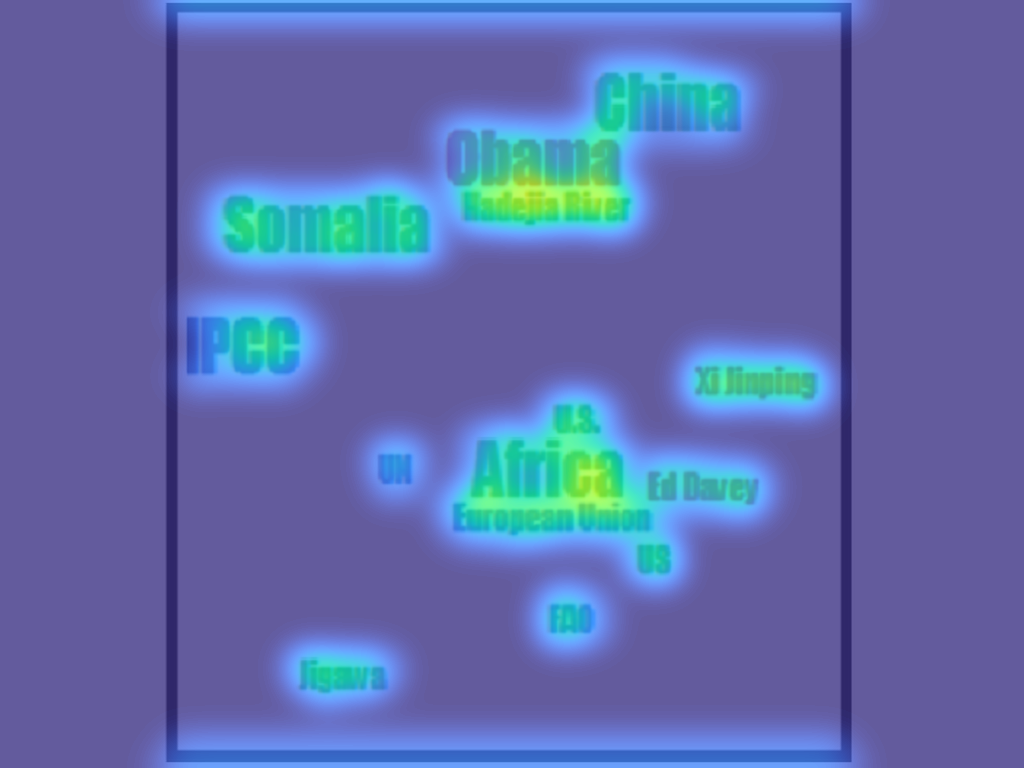 China
Obama
Hadejia River
Somalia
IPCC
Xi Jinping
U.S.
Africa
UN
Ed Davey
European Union
US
FAO
Jigawa